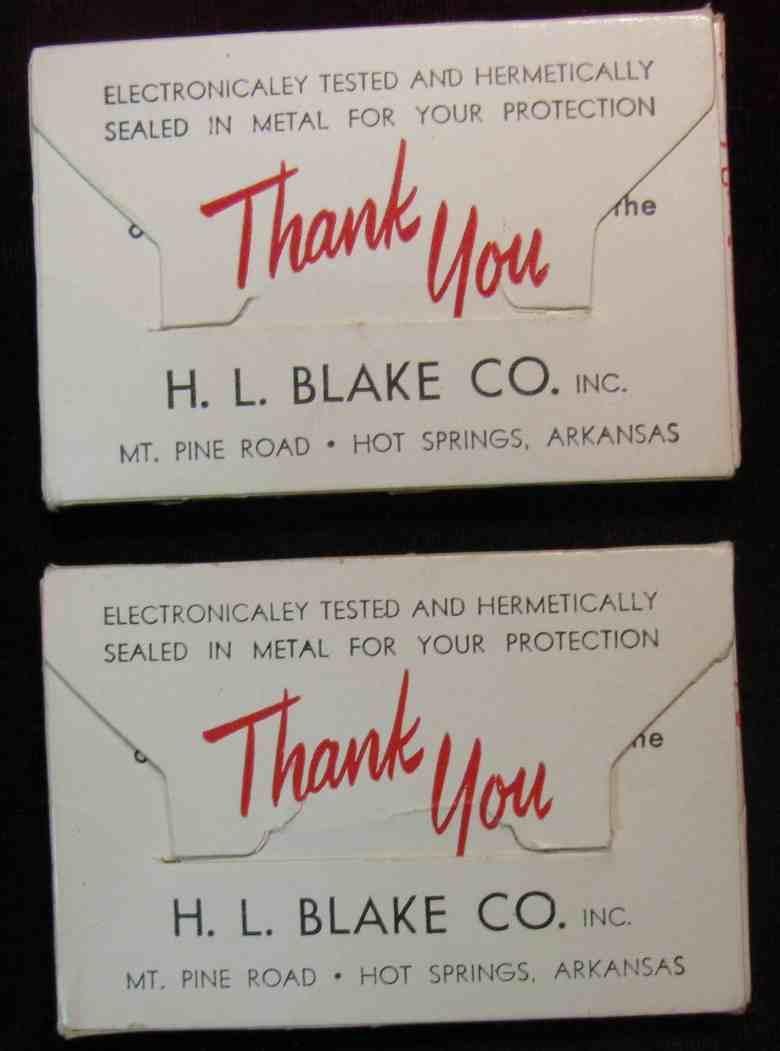 ELECTRONICALEY TESTED AND HERMETICALLY
SEALED IN METAL FOR YOUR PROTECTION
he
Thank You
H. L. BLAKE CO. INC.
MT. PINE ROAD • HOT SPRINGS, ARKANSAS
ELECTRONICALEY TESTED AND HERMETICALLY
SEALED IN METAL FOR YOUR PROTECTION
he
Thank You
H. L. BLAKE CO. INC.
MT. PINE ROAD • HOT SPRINGS, ARKANSAS